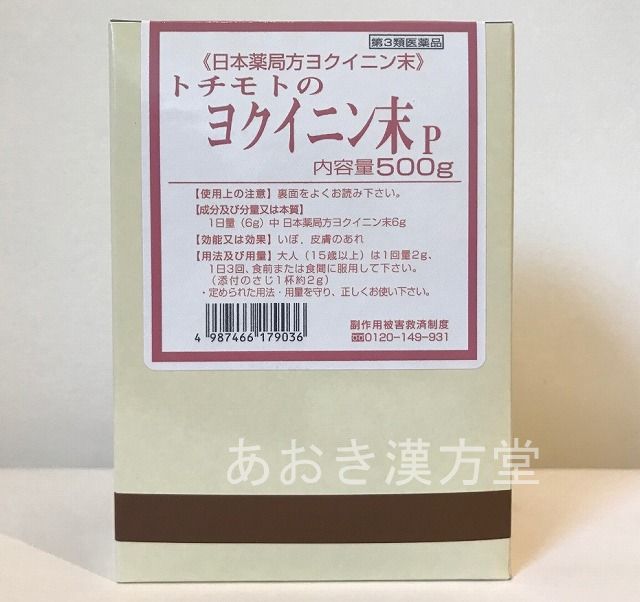 第3類医薬品
《日本薬局方ヨクイニン末》
トチモトの
ヨクイニン末P
内容量500g
【使用上の注意】裏面をよくお読み下さい。
【成分及び分量又は本質】
1日量（6g）中 日本薬局方ヨクイニン末6g
【効能又は効果】いぼ，皮膚のあれ
【用法及び用量】大人（15歳以上）は1回量2g、
1日3回、食前または食間に服用して下さい。
（添付のさじ1杯約2g）
・定められた用法・用量を守り、正しくお使い下さい。
4 987466 179036
副作用被害救済制度
0120-149-931
あおき漢方堂